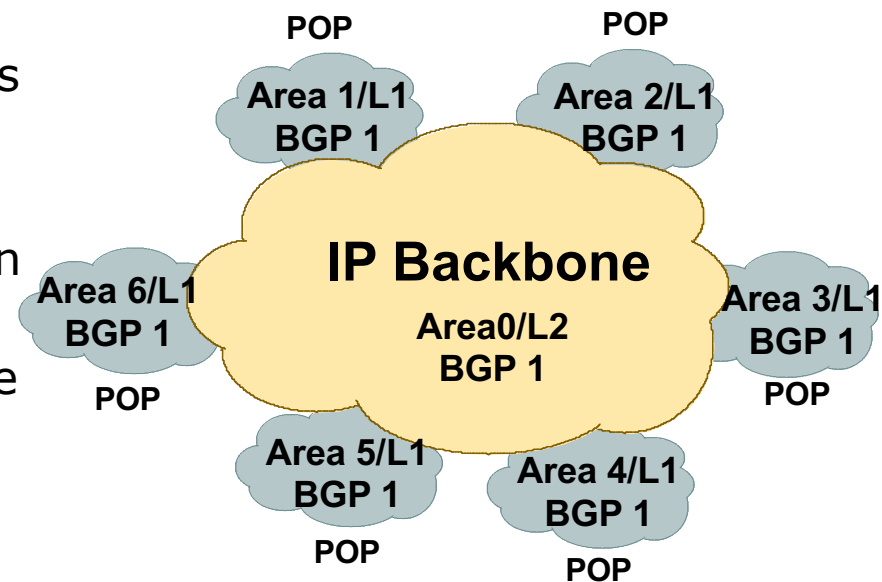 s
n
e
POP
Area 1/L1
BGP 1
POP
Area 2/L1
BGP 1
IP Backbone
Area0/L2
BGP 1
Area 6/L1
BGP 1
POP
Area 3/L1
BGP 1
POP
Area 5/L1
BGP 1
POP
Area 4/L1
BGP 1
POP